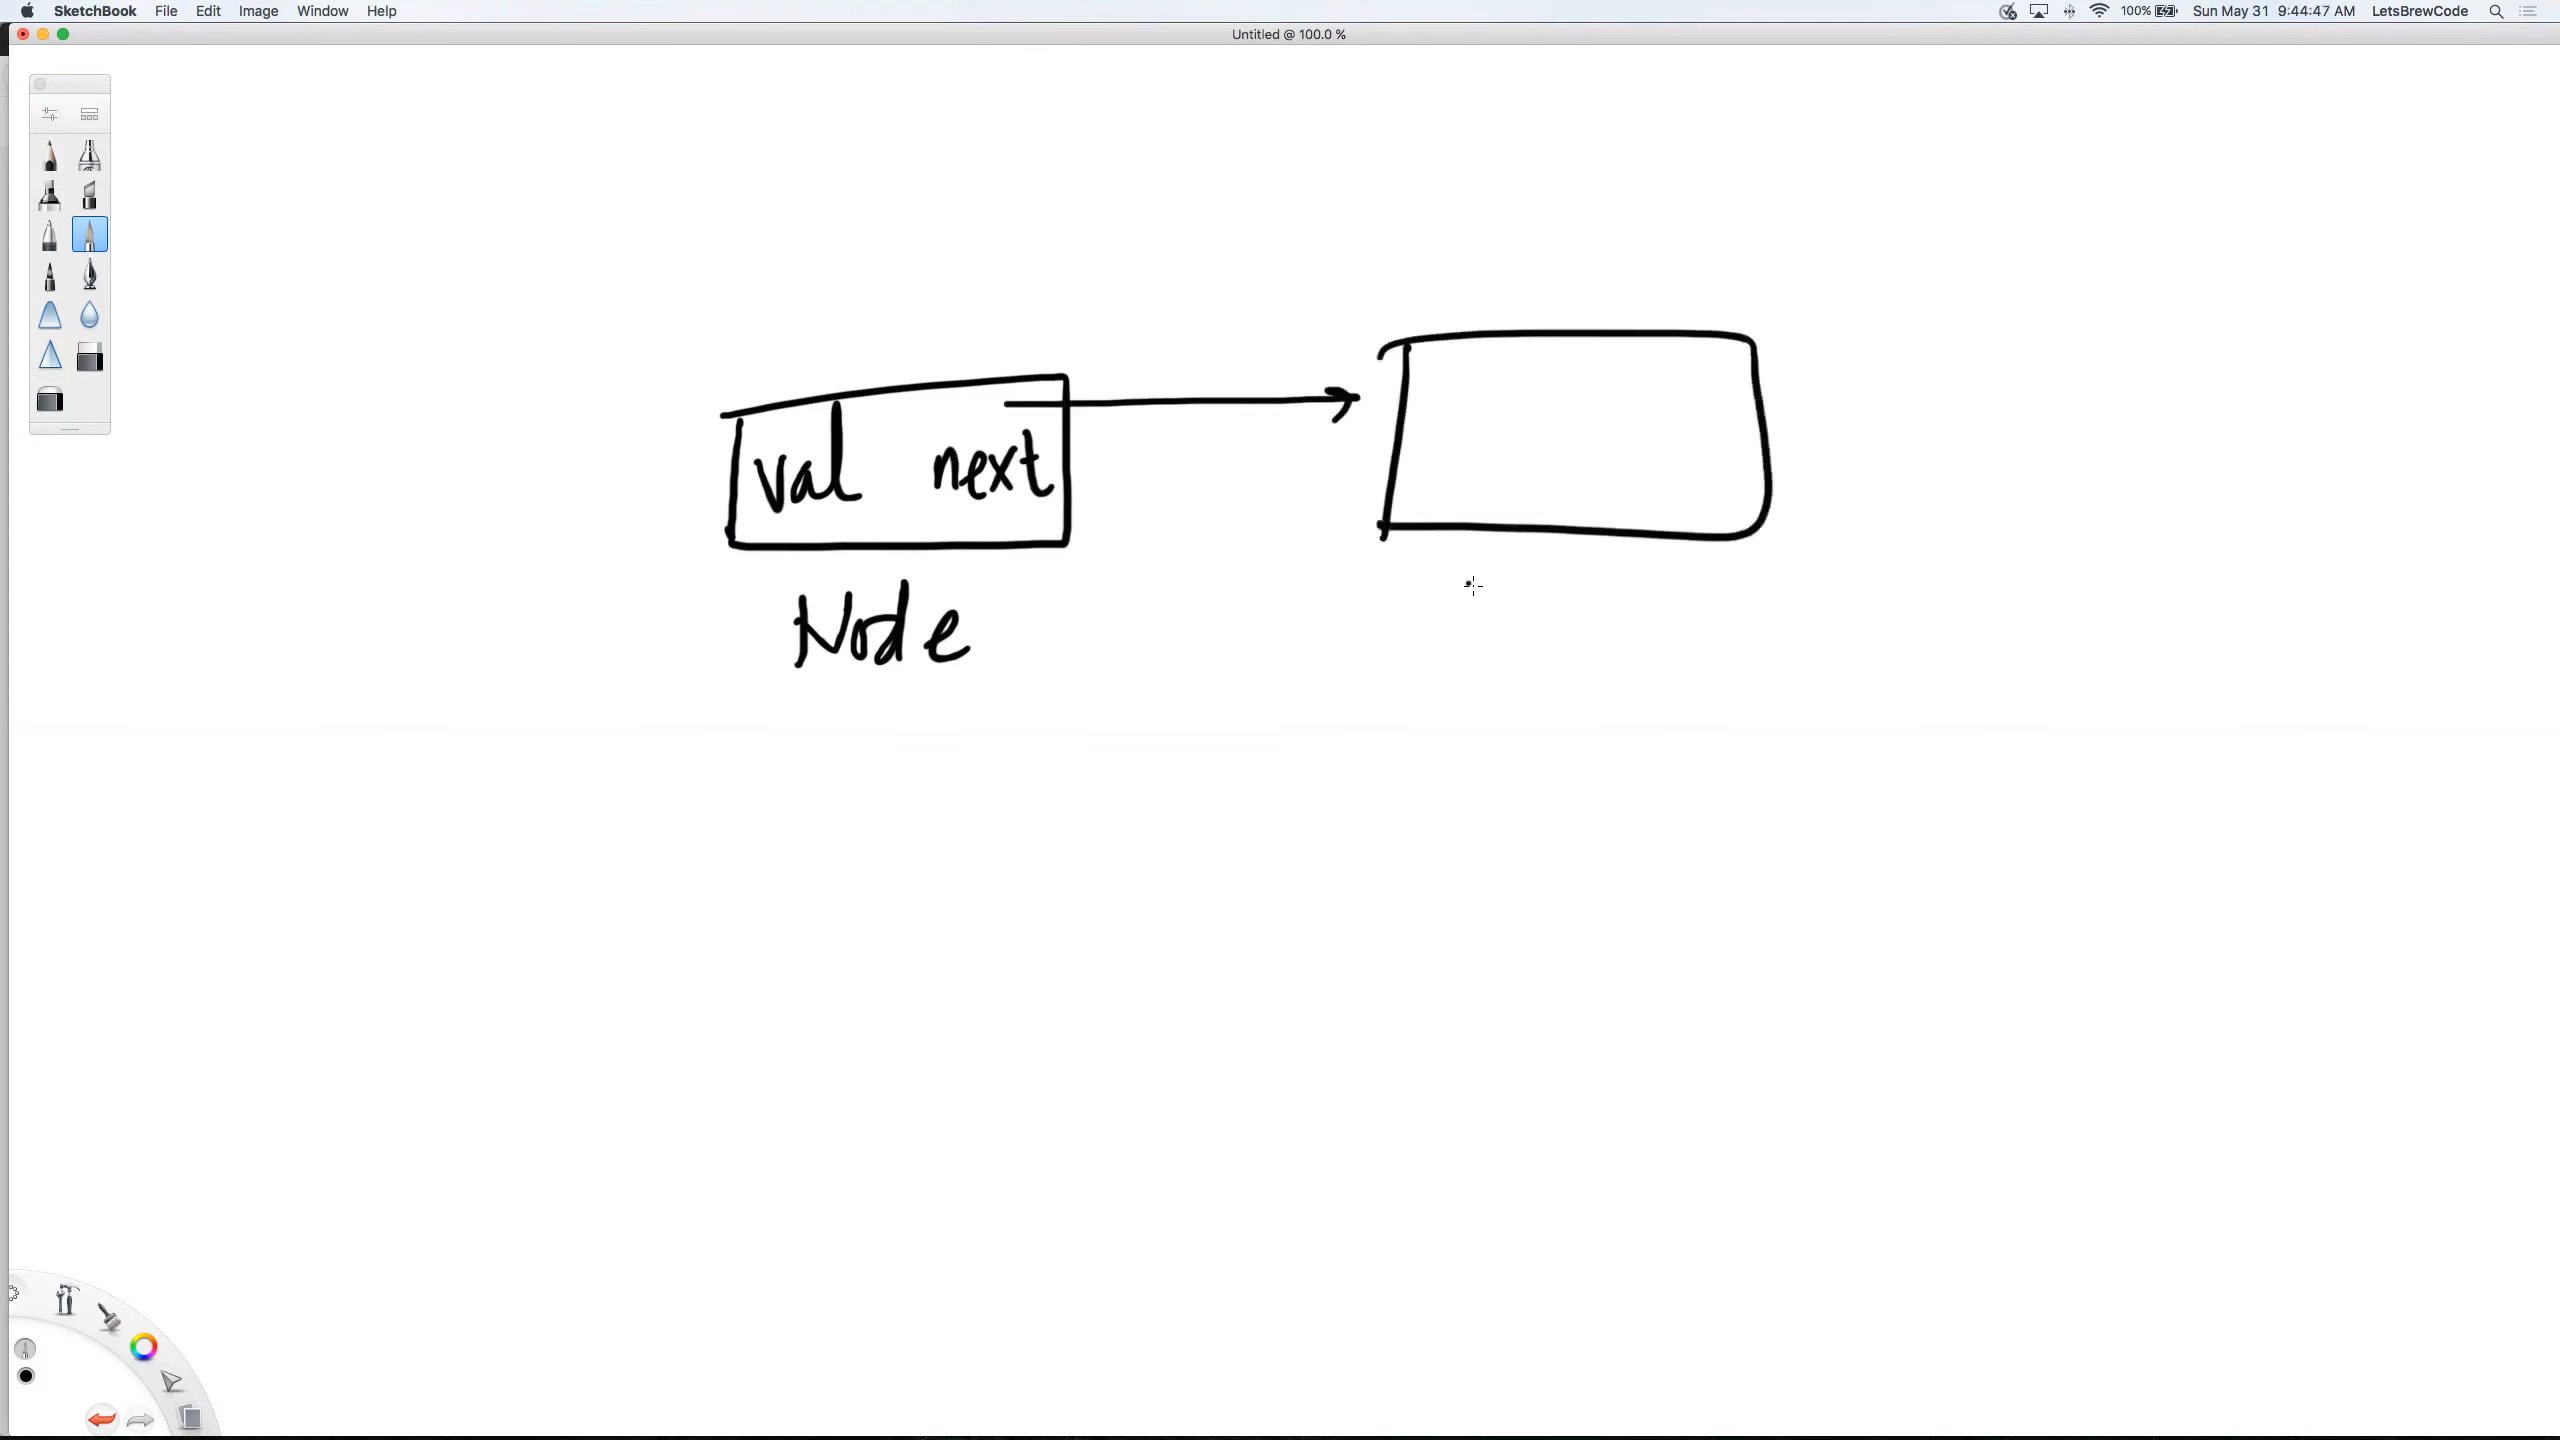 SketchBook File Edit Image Window Help 100% Sun May 31 9:44:47 AM LetsBrewCode
Untitled @ 100.0 %
val next
Node